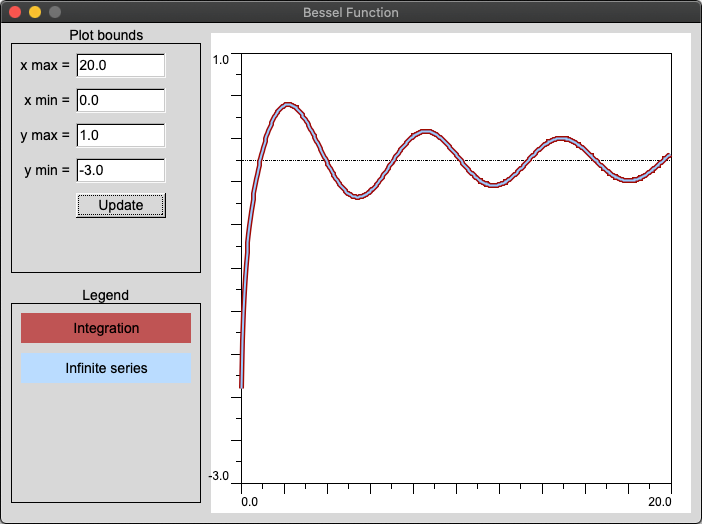 Bessel Function
Plot bounds
x max = 20.0
x min = 0.0
y max = 1.0
y min = -3.0
Update
Legend
Integration
Infinite series
1.0
-3.0
0.0 20.0